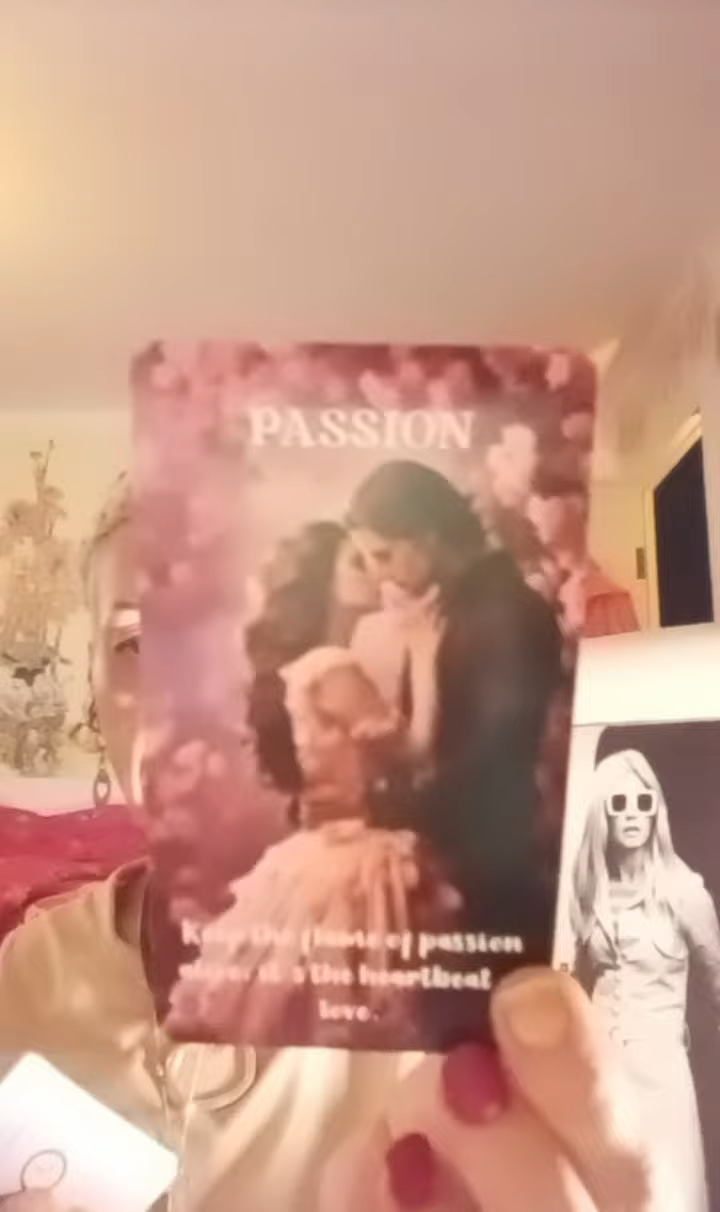 PASSION
Keep the flame of passion
alive. it's the heartbeat
love.